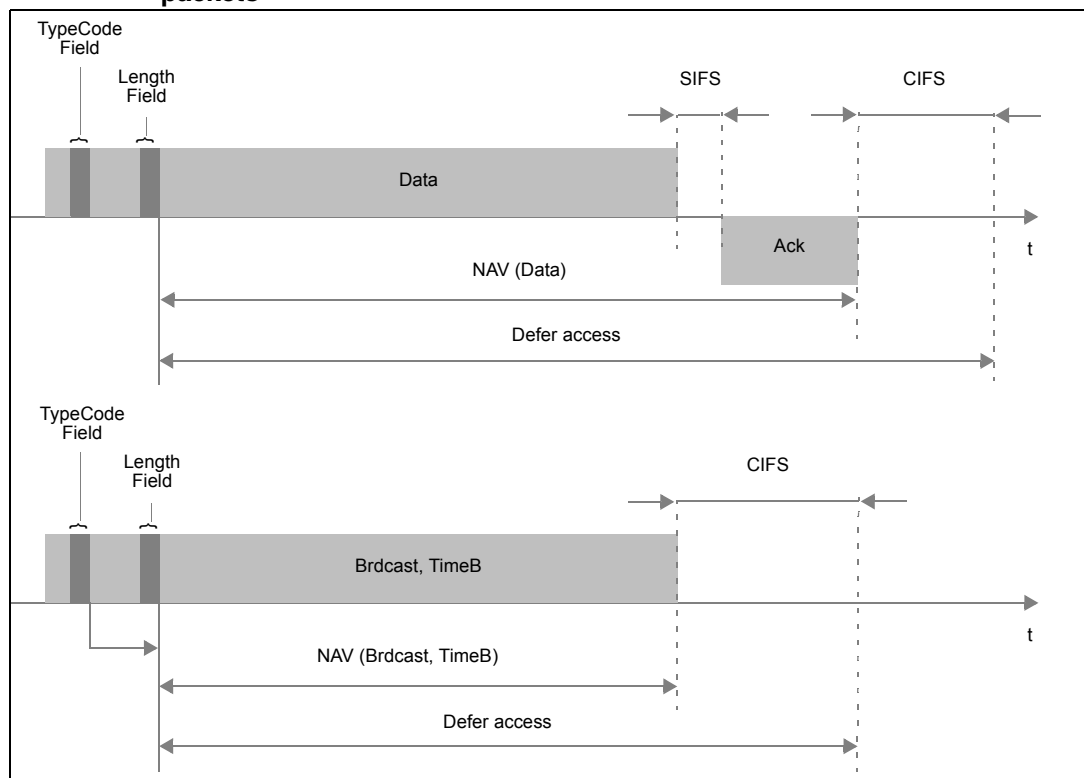 packets
TypeCode
Field
Length
Field
SIFS
CIFS
Data
Ack
t
NAV (Data)
Defer access
TypeCode
Field
Length
Field
CIFS
Brdcast, TimeB
t
NAV (Brdcast, TimeB)
Defer access